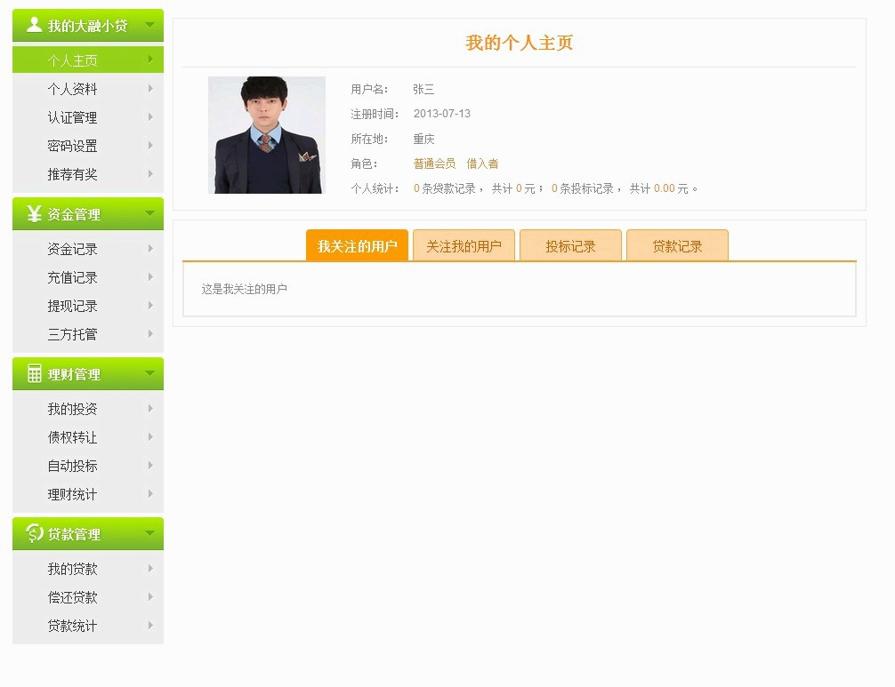 我的大融小贷
个人主页
个人资料
认证管理
密码设置
推荐有奖
资金管理
资金记录
充值记录
提现记录
三方托管
理财管理
我的投资
债权转让
自动投标
理财统计
贷款管理
我的贷款
偿还贷款
贷款统计
我的个人主页
用户名: 张三
注册时间: 2013-07-13
所在地: 重庆
角色: 普通会员 借入者
个人统计: 0 条贷款记录， 共计 0 元； 0 条投标记录， 共计 0.00 元。
我关注的用户 关注我的用户 投标记录 贷款记录
这是我关注的用户